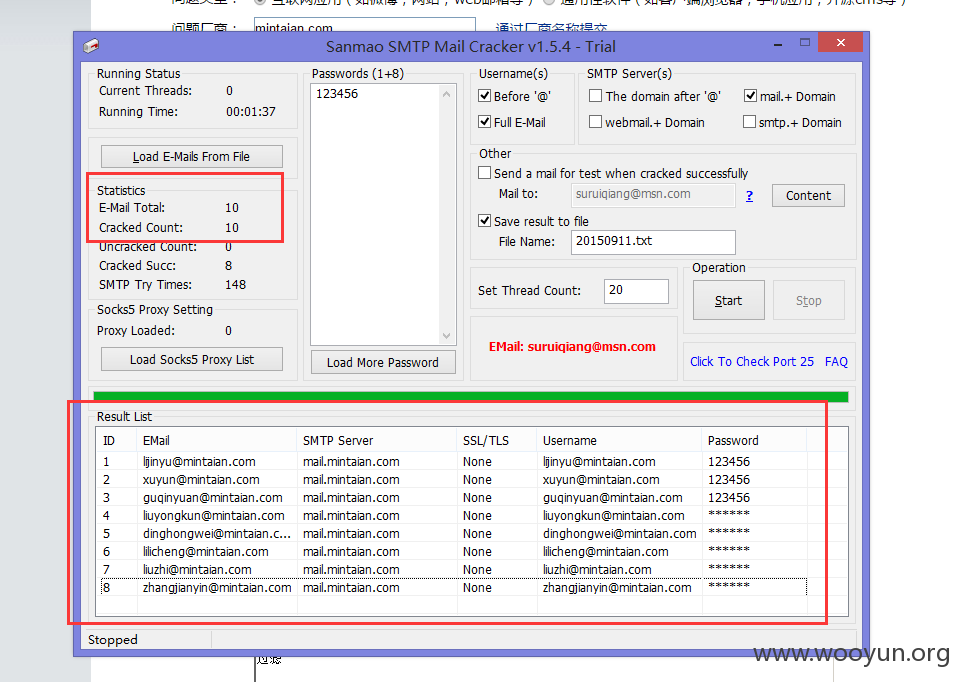 问题类型： 互联网应用（如微博，网站，WEB邮箱等） 通用性软件（如客户端浏览器，手机应用，开源cms等）
问题厂商： mintaian.com 通过厂商名称提交
Sanmao SMTP Mail Cracker v1.5.4 - Trial
Running Status
Current Threads: 0
Running Time: 00:01:37
Load E-Mails From File
Statistics
E-Mail Total: 10
Cracked Count: 10
Uncracked Count: 0
Cracked Succ: 8
SMTP Try Times: 148
Socks5 Proxy Setting
Proxy Loaded: 0
Load Socks5 Proxy List
Passwords (1+8)
123456
Load More Password
Username(s)
Before '@'
Full E-Mail
SMTP Server(s)
The domain after '@' mail.+ Domain
webmail.+ Domain smtp.+ Domain
Other
Send a mail for test when cracked successfully
Mail to: suruiqiang@msn.com ? Content
Save result to file
File Name: 20150911.txt
Set Thread Count: 20
EMail: suruiqiang@msn.com
Operation
Start Stop
Click To Check Port 25 FAQ
Result List
ID EMail SMTP Server SSL/TLS Username Password
1 lijinyu@mintaian.com mail.mintaian.com None lijinyu@mintaian.com 123456
2 xuyun@mintaian.com mail.mintaian.com None xuyun@mintaian.com 123456
3 guqinyuan@mintaian.com mail.mintaian.com None guqinyuan@mintaian.com 123456
4 liuyongkun@mintaian.com mail.mintaian.com None liuyongkun@mintaian.com ******
5 dinghongwei@mintaian.c... mail.mintaian.com None dinghongwei@mintaian.com ******
6 lilicheng@mintaian.com mail.mintaian.com None lilicheng@mintaian.com ******
7 liuzhi@mintaian.com mail.mintaian.com None liuzhi@mintaian.com ******
8 zhangjianyin@mintaian.com mail.mintaian.com None zhangjianyin@mintaian.com ******
Stopped
www.wooyun.org